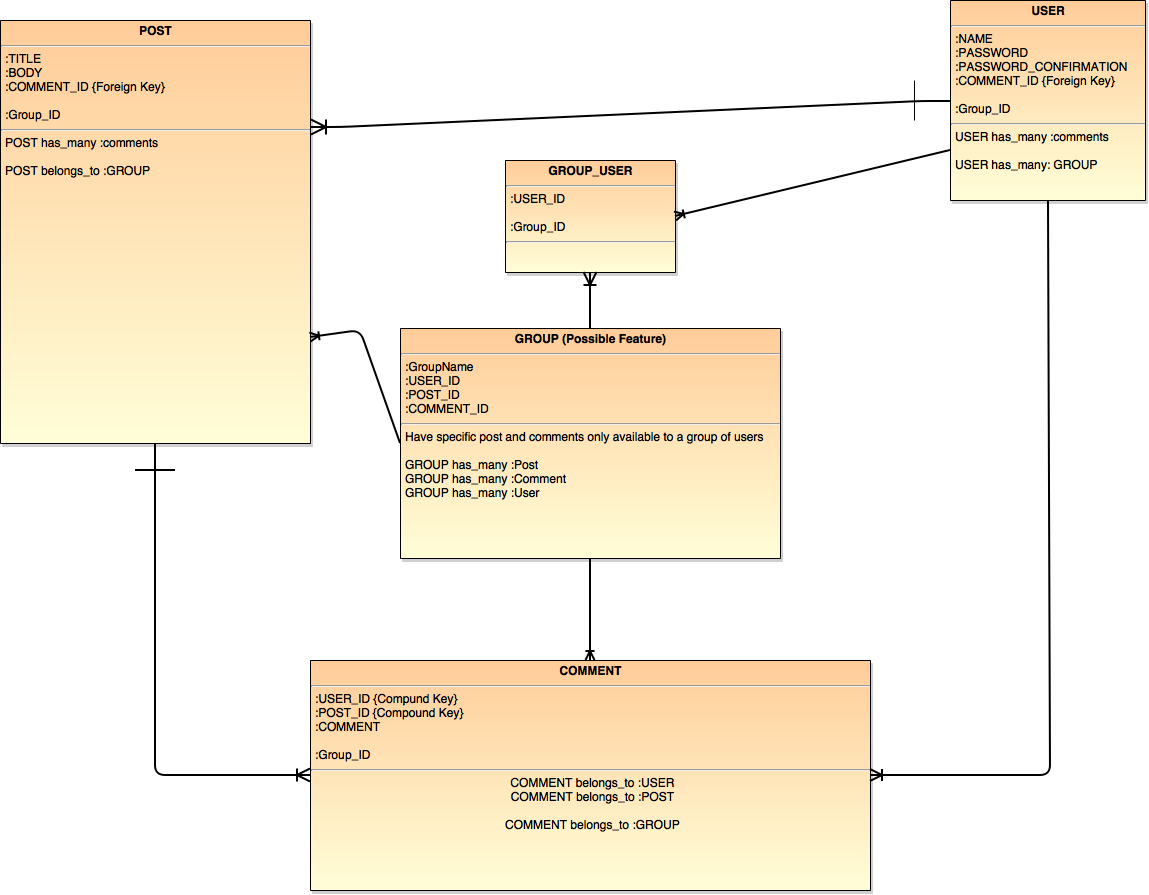 POST
:TITLE
:BODY
:COMMENT_ID {Foreign Key}
:Group_ID
POST has_many :comments
POST belongs_to :GROUP
USER
:NAME
:PASSWORD
:PASSWORD_CONFIRMATION
:COMMENT_ID {Foreign Key}
:Group_ID
USER has_many :comments
USER has_many: GROUP
GROUP_USER
:USER_ID
:Group_ID
GROUP (Possible Feature)
:GroupName
:USER_ID
:POST_ID
:COMMENT_ID
Have specific post and comments only available to a group of users
GROUP has_many :Post
GROUP has_many :Comment
GROUP has_many :User
COMMENT
:USER_ID {Compund Key}
:POST_ID {Compound Key}
:COMMENT
:Group_ID
COMMENT belongs_to :USER
COMMENT belongs_to :POST
COMMENT belongs_to :GROUP